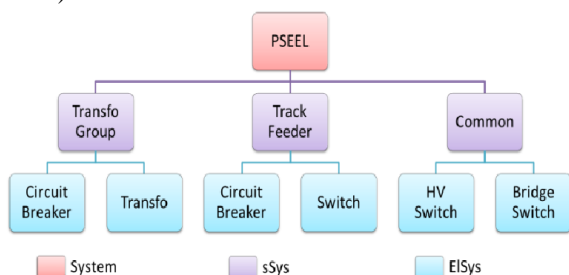 )
PSEEL
Transfo
Group
Track
Feeder
Common
Circuit
Breaker
Transfo
Circuit
Breaker
Switch
HV
Switch
Bridge
Switch
System
sSys
ElSys